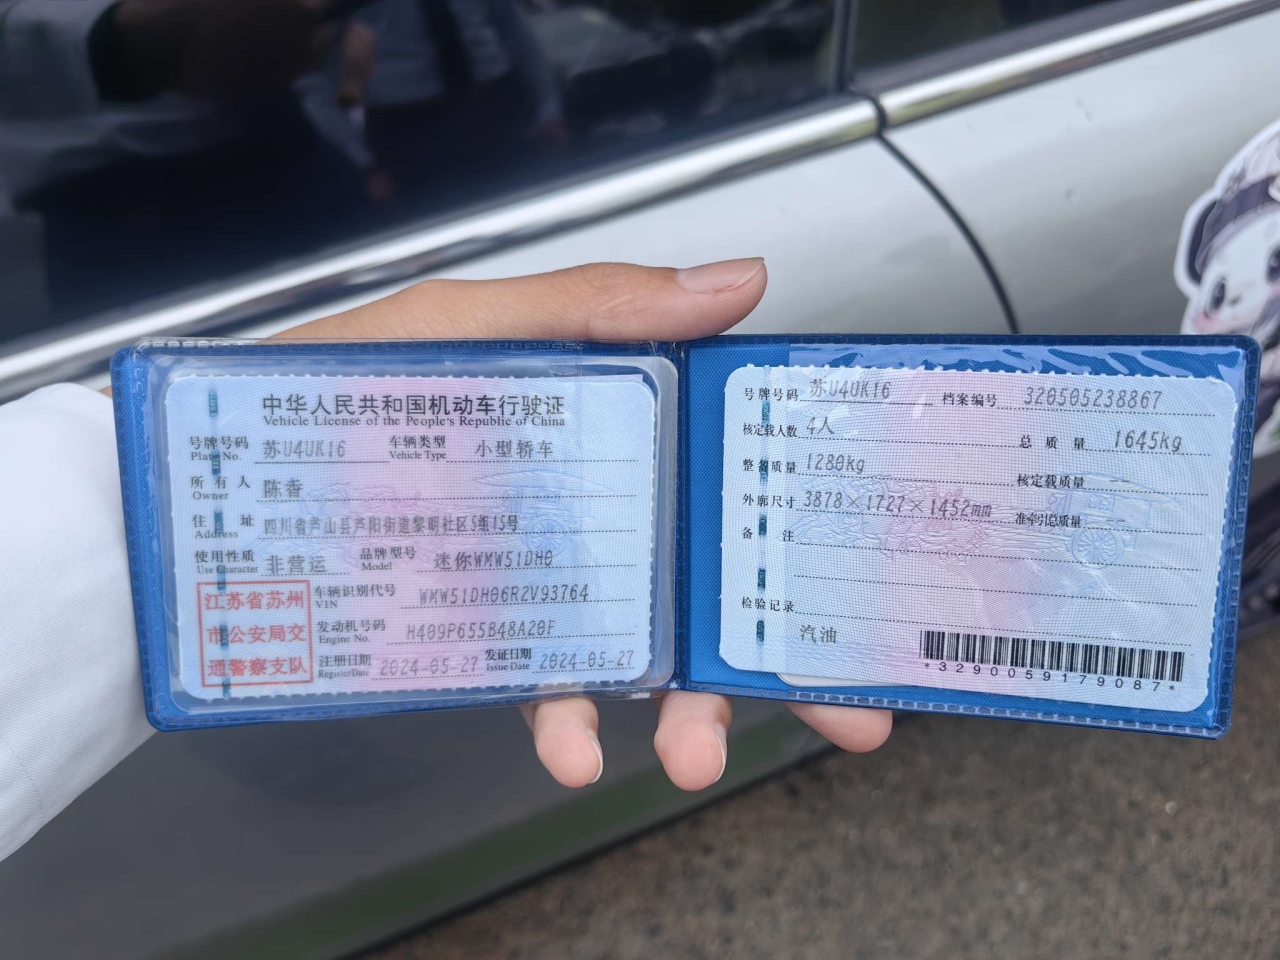 中华人民共和国机动车行驶证
Vehicle License of the People's Republic of China
号牌号码 Plate No. 苏U4UK16 车辆类型 Vehicle Type 小型轿车
所有人 Owner 陈香
住址 Address 四川省芦山县芦阳街道黎明社区5组15号
使用性质 Use Character 非营运 品牌型号 Model 迷你WMW51DH0
江苏省苏州市公安局交通警察支队
车辆识别代号 VIN WMW51DH06R2V93764
发动机号码 Engine No. H409P655B48A20F
注册日期 Register Date 2024-05-27 发证日期 Issue Date 2024-05-27
号牌号码 苏U4UK16 档案编号 320505238867
核定载人数 4人 总质量 1645kg
整备质量 1280kg 核定载质量 —
外廓尺寸 3878×1727×1452mm 准牵引总质量 —
备注
检验记录
汽油
*3290059179087*